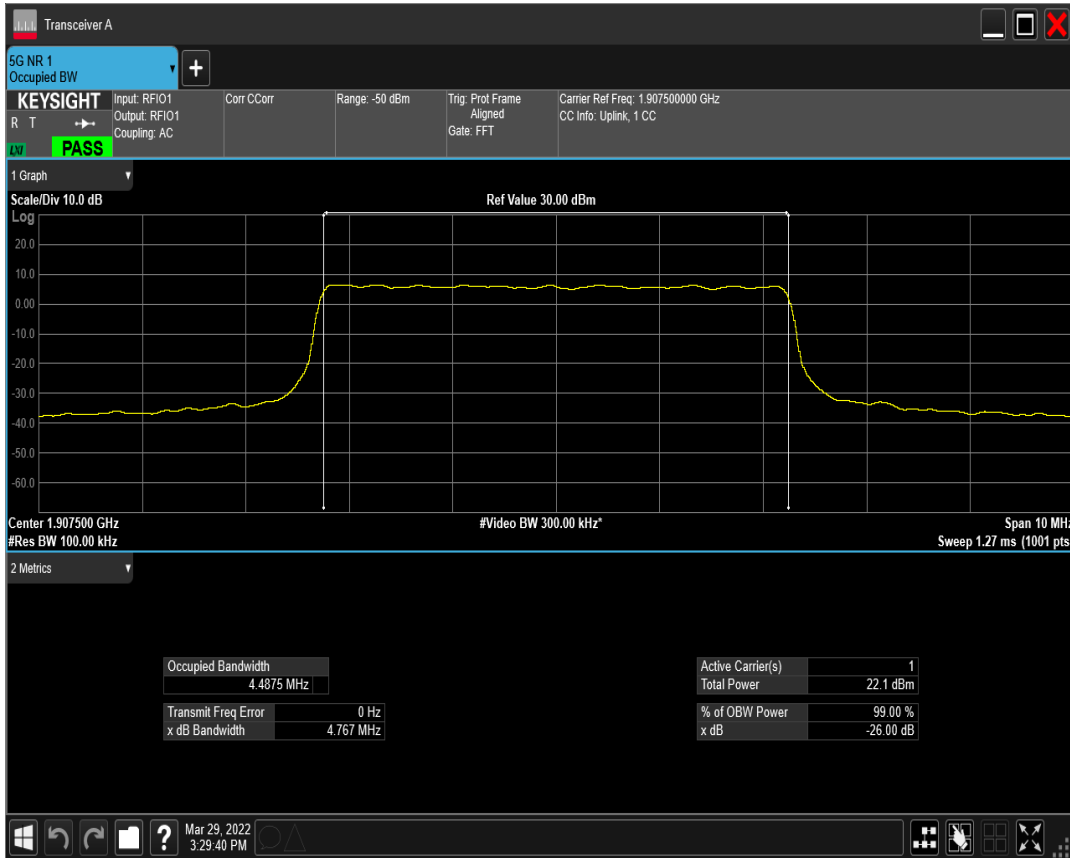 Transceiver A
5G NR 1
Occupied BW
+
KEYSIGHT
R T
LXI
PASS
Input: RFIO1
Output: RFIO1
Coupling: AC
Corr CCorr
Range: -50 dBm
Trig: Prot Frame
Aligned
Gate: FFT
Carrier Ref Freq: 1.907500000 GHz
CC Info: Uplink, 1 CC
1 Graph
Scale/Div 10.0 dB
Ref Value 30.00 dBm
Log
20.0
10.0
0.00
-10.0
-20.0
-30.0
-40.0
-50.0
-60.0
Center 1.907500 GHz
#Video BW 300.00 kHz*
Span 10 MHz
#Res BW 100.00 kHz
Sweep 1.27 ms (1001 pts
2 Metrics
Occupied Bandwidth
4.4875 MHz
Transmit Freq Error 0 Hz
x dB Bandwidth 4.767 MHz
Active Carrier(s) 1
Total Power 22.1 dBm
% of OBW Power 99.00 %
x dB -26.00 dB
?
Mar 29, 2022
3:29:40 PM